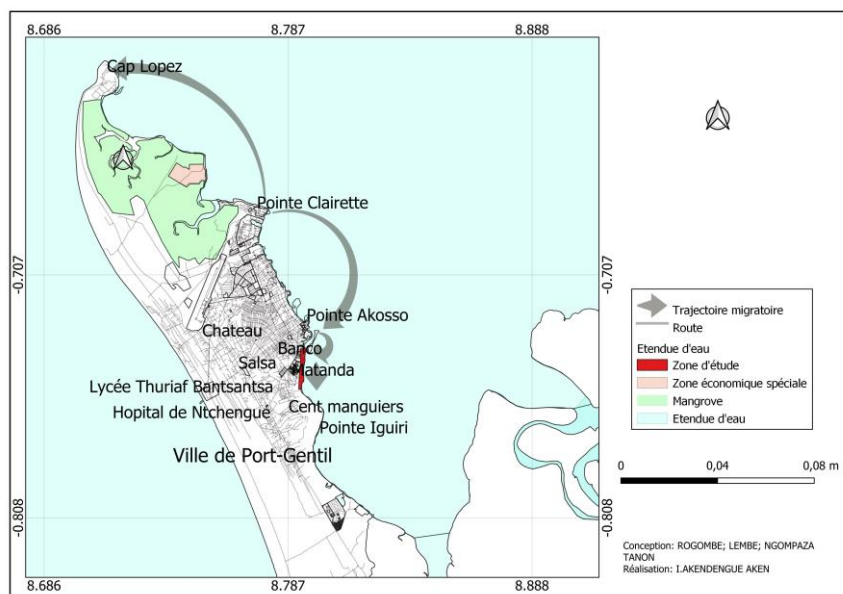 8.686
8.787
8.888
Cap Lopez
Pointe Clairette
-0.707
-0.707
Pointe Akosso
Chateau
Banco
Salsa
Matanda
Lycée Thuriaf Bantsantsa
Hopital de Ntchengué
Cent manguiers
Pointe Iguiri
Ville de Port-Gentil
-0.808
-0.808
8.686
8.787
8.888
Trajectoire migratoire
Route
Etendue d'eau
Zone d'étude
Zone économique spéciale
Mangrove
Etendue d'eau
0
0,04
0,08 m
Conception: ROGOMBE; LEMBE; NGOMPAZA
TANON
Réalisation: I.AKENDENGUE AKEN